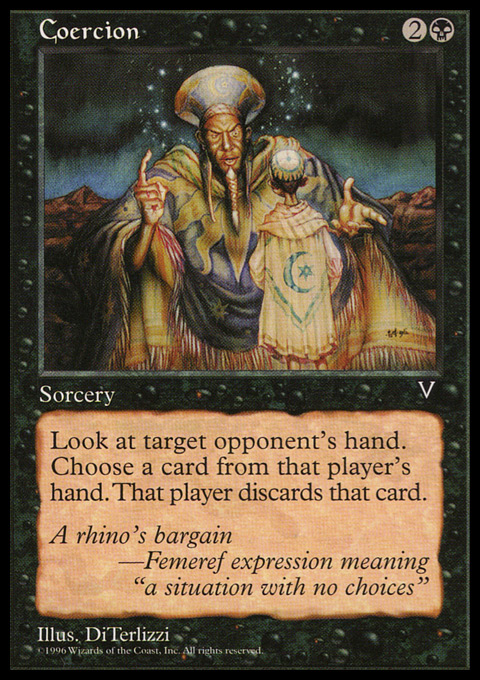 Coercion
2
Sorcery
V
Look at target opponent's hand.
Choose a card from that player's
hand. That player discards that card.
A rhino's bargain
—Femeref expression meaning
"a situation with no choices"
Illus. DiTerlizzi
©1996 Wizards of the Coast, Inc. All rights reserved.